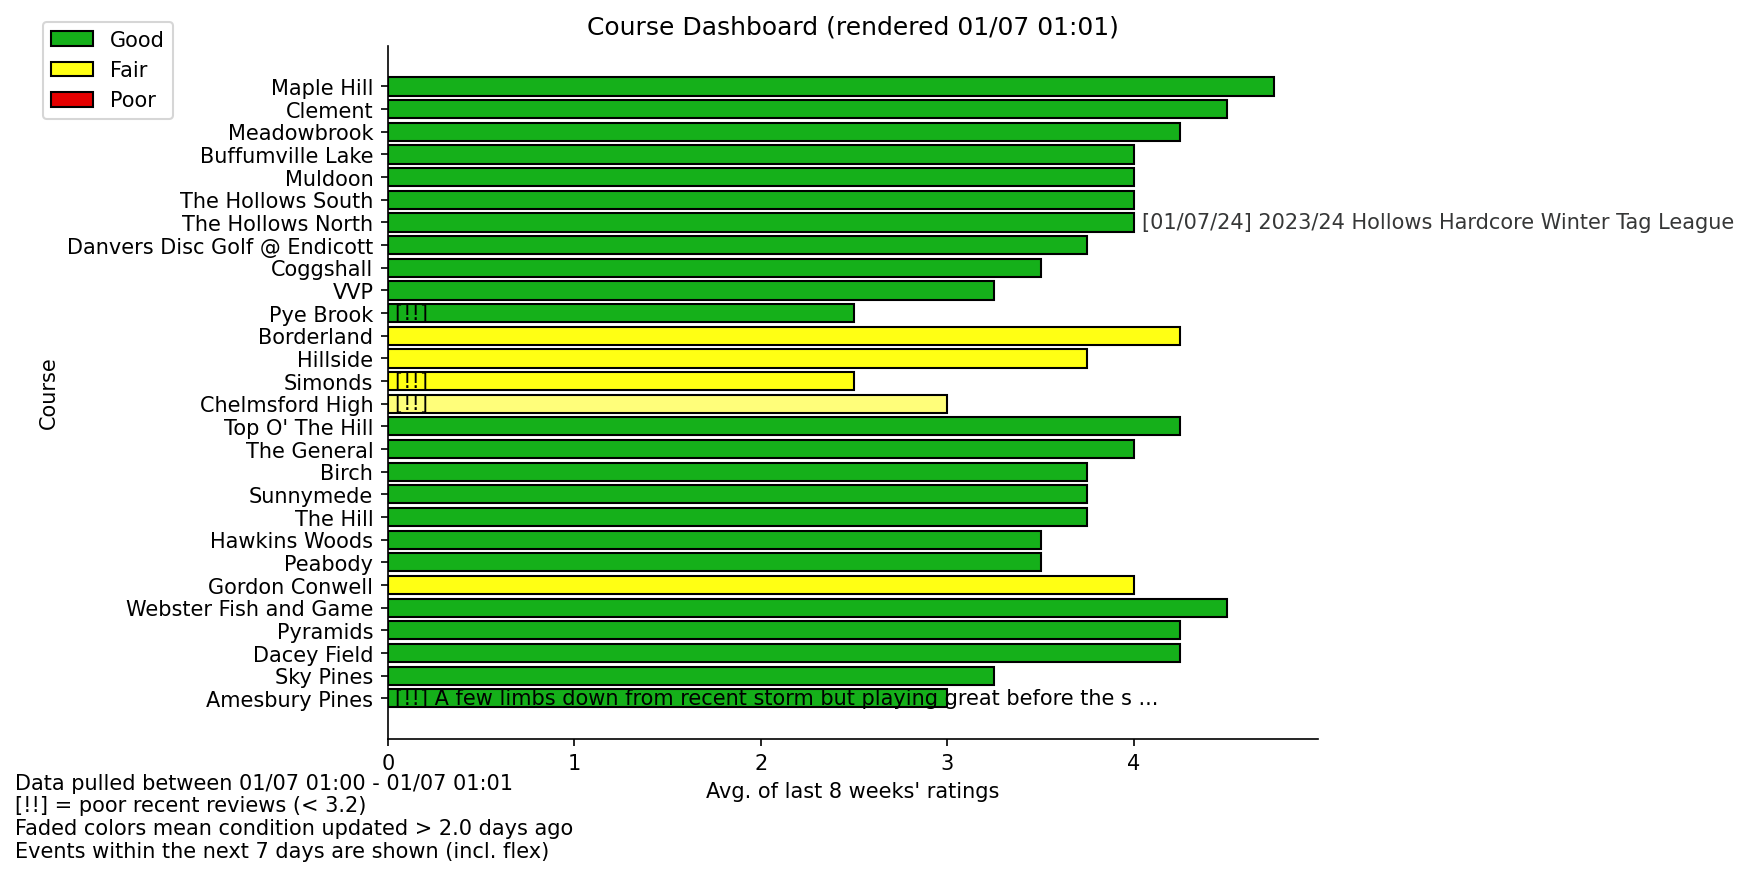 Course Dashboard (rendered 01/07 01:01)
Good
Fair
Poor
Course
Maple Hill
Clement
Meadowbrook
Buffumville Lake
Muldoon
The Hollows South
The Hollows North [01/07/24] 2023/24 Hollows Hardcore Winter Tag League
Danvers Disc Golf @ Endicott
Coggshall
VVP
Pye Brook [!!]
Borderland
Hillside
Simonds [!!]
Chelmsford High [!!]
Top O' The Hill
The General
Birch
Sunnymede
The Hill
Hawkins Woods
Peabody
Gordon Conwell
Webster Fish and Game
Pyramids
Dacey Field
Sky Pines
Amesbury Pines [!!] A few limbs down from recent storm but playing great before the s ...
0 1 2 3 4
Avg. of last 8 weeks' ratings
Data pulled between 01/07 01:00 - 01/07 01:01
[!!] = poor recent reviews (< 3.2)
Faded colors mean condition updated > 2.0 days ago
Events within the next 7 days are shown (incl. flex)